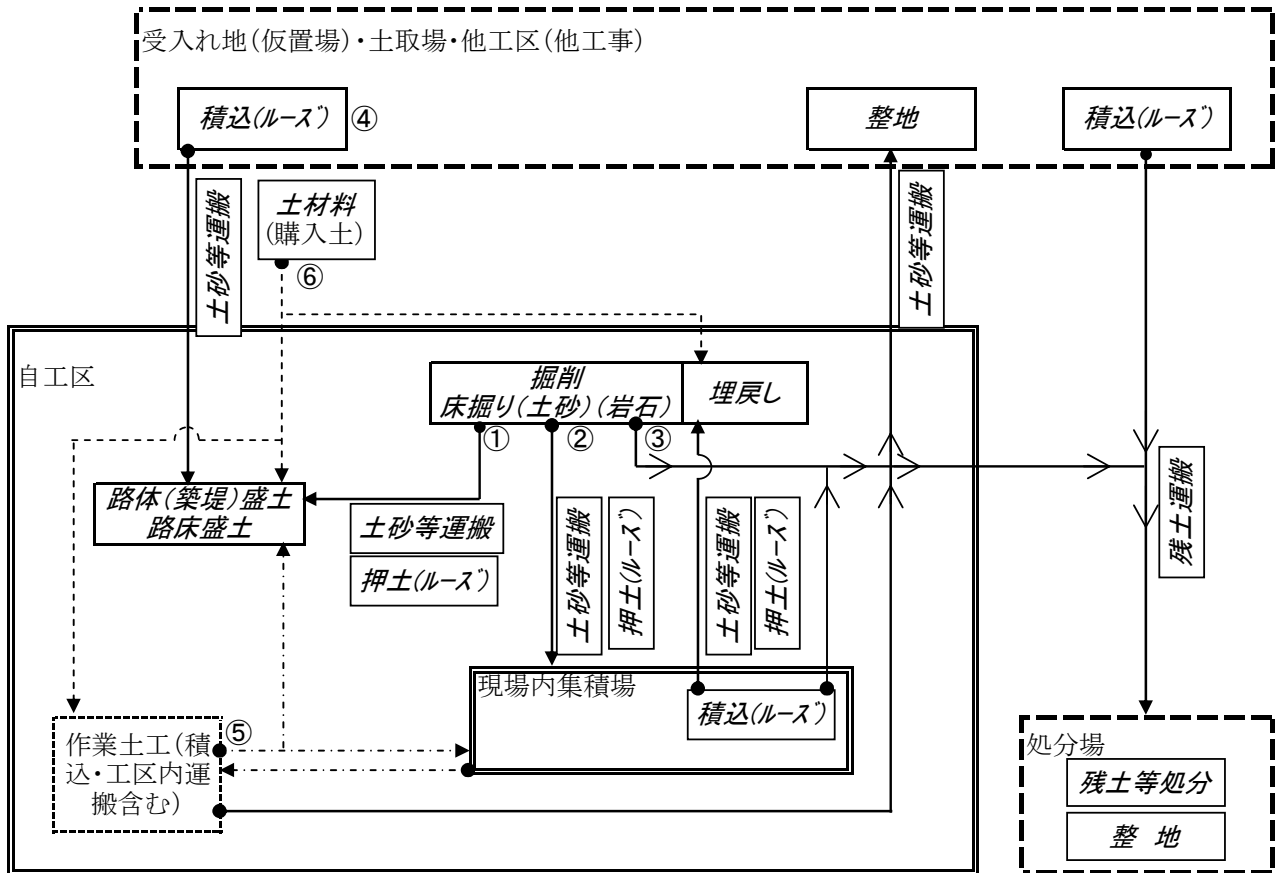 受入れ地(仮置場)・土取場・他工区(他工事)
積込(ルーズ)
④
整地
積込(ルーズ)
土砂等運搬
土材料
(購入土)
⑥
土砂等運搬
自工区
掘削
床掘り(土砂)(岩石)
埋戻し
①
②
③
路体(築堤)盛土
路床盛土
土砂等運搬
押土(ルーズ)
土砂等運搬
押土(ルーズ)
土砂等運搬
押土(ルーズ)
残土運搬
現場内集積場
積込(ルーズ)
⑤
作業土工(積
込・工区内運
搬含む)
処分場
残土等処分
整 地